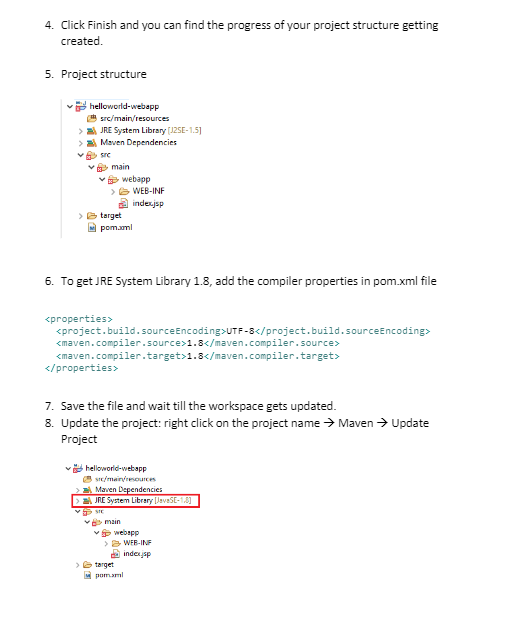 4. Click Finish and you can find the progress of your project structure getting
created.
5. Project structure
helloworld-webapp
src/main/resources
JRE System Library [J2SE-1.5]
Maven Dependencies
src
main
webapp
WEB-INF
index.jsp
target
pom.xml
6. To get JRE System Library 1.8, add the compiler properties in pom.xml file
<properties>
<project.build.sourceEncoding>UTF-8</project.build.sourceEncoding>
<maven.compiler.source>1.8</maven.compiler.source>
<maven.compiler.target>1.8</maven.compiler.target>
</properties>
7. Save the file and wait till the workspace gets updated.
8. Update the project: right click on the project name → Maven → Update
Project
helloworld-webapp
src/main/resources
Maven Dependencies
JRE System Library [JavaSE-1.8]
src
main
webapp
WEB-INF
index.jsp
target
pom.xml